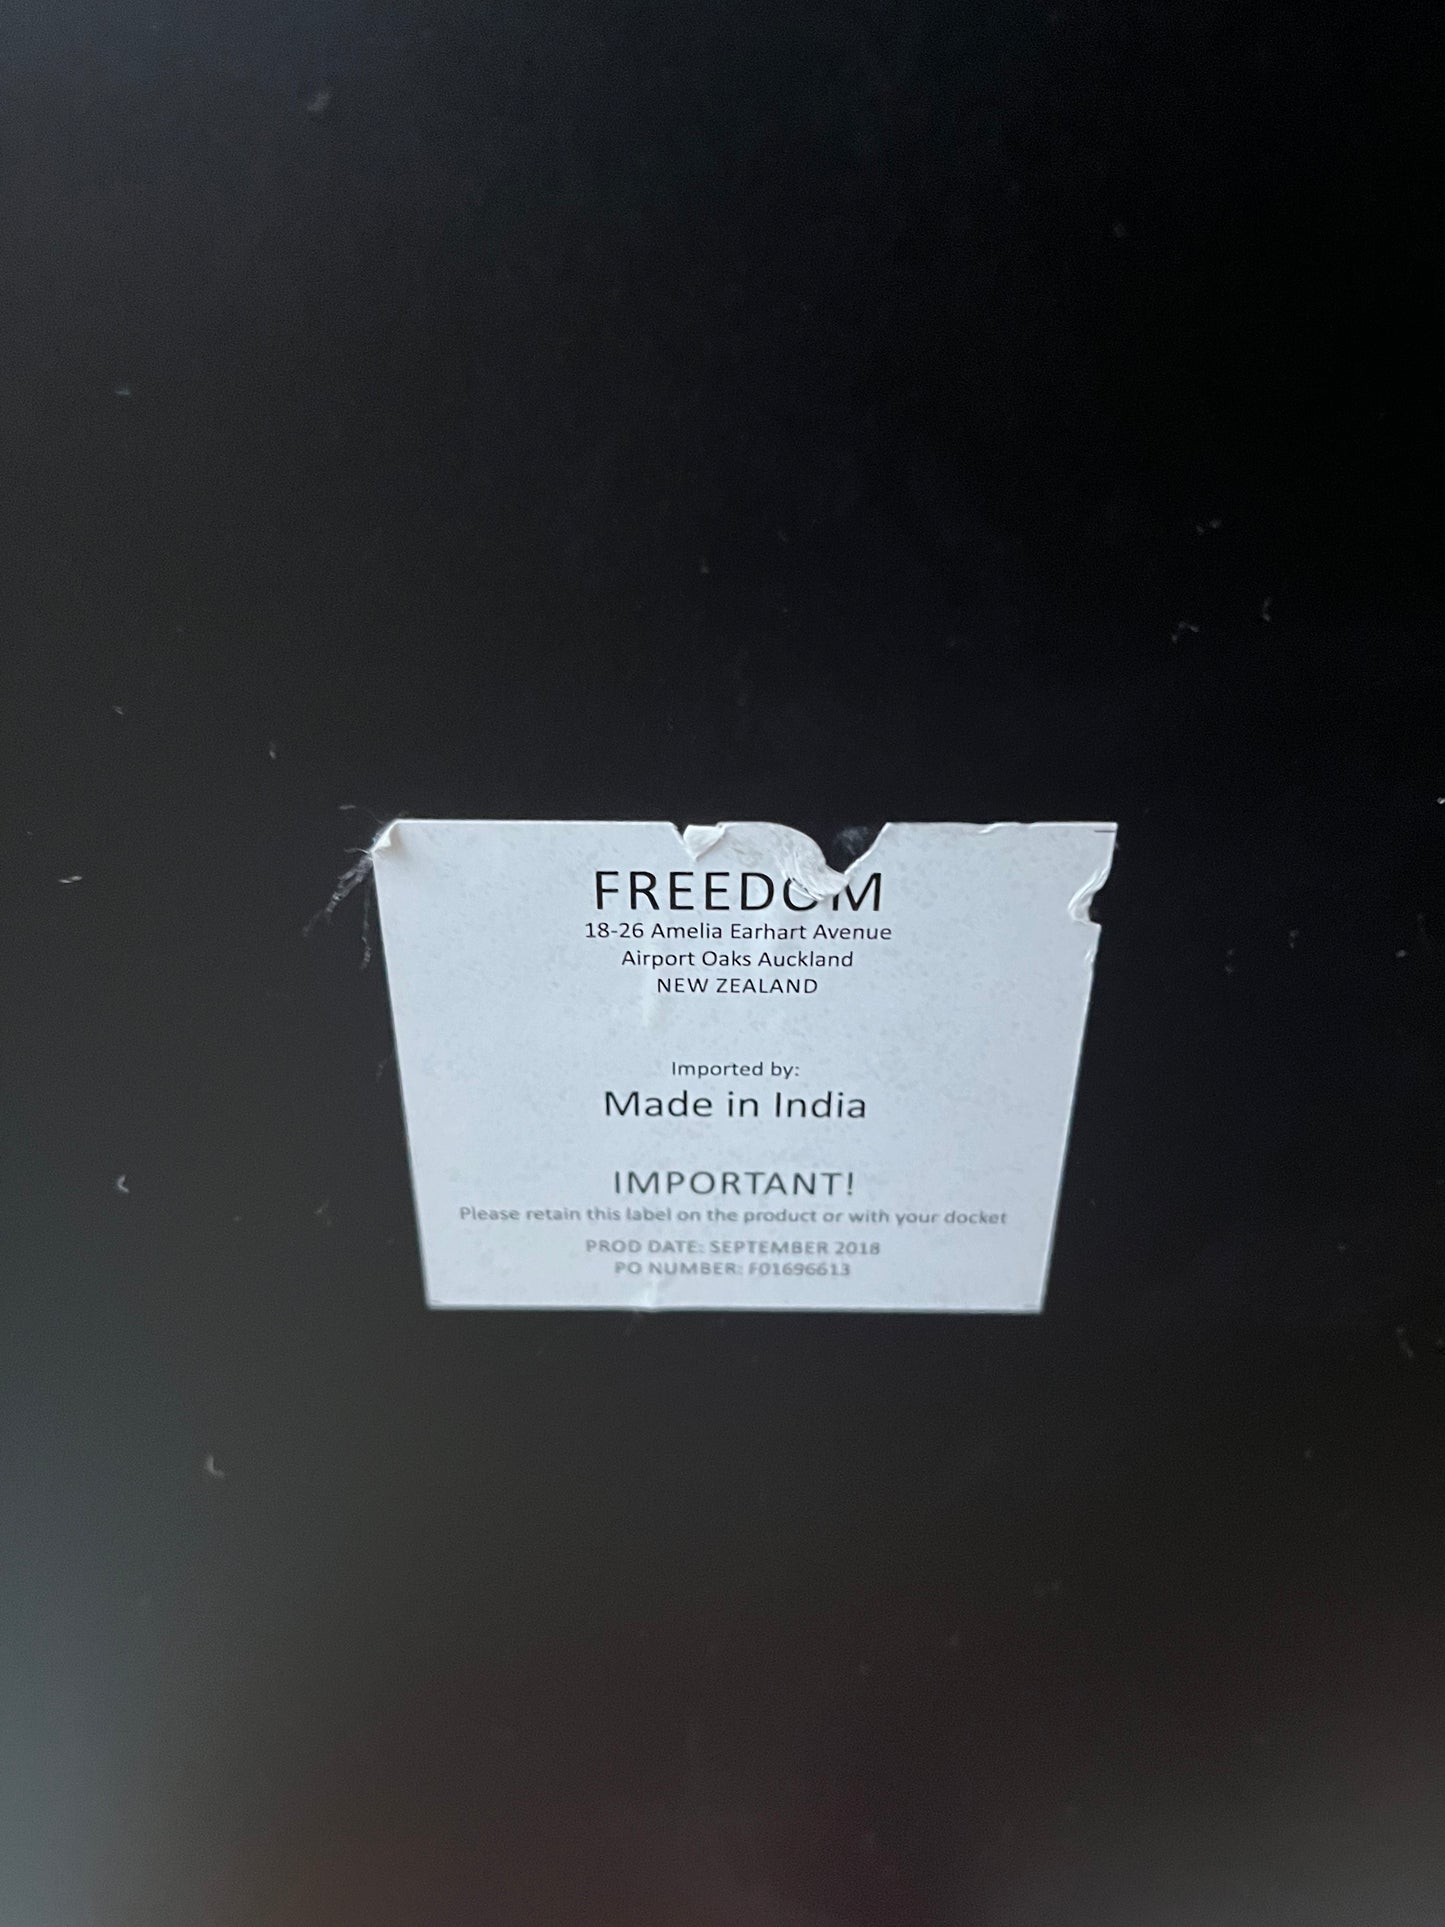 FREEDOM
18-26 Amelia Earhart Avenue
Airport Oaks Auckland
NEW ZEALAND
Imported by:
Made in India
IMPORTANT!
Please retain this label on the product or with your docket
PROD DATE: SEPTEMBER 2018
PO NUMBER: F01696613